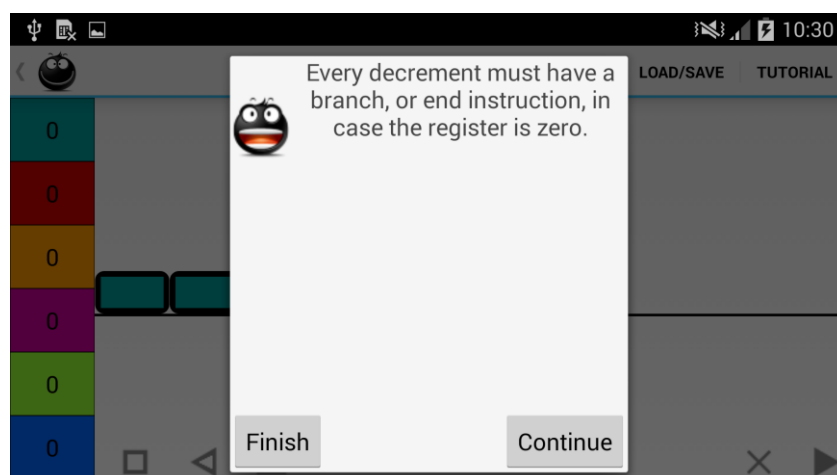 10:30
LOAD/SAVE TUTORIAL
Every decrement must have a
branch, or end instruction, in
case the register is zero.
0
0
0
0
0
0
Finish Continue